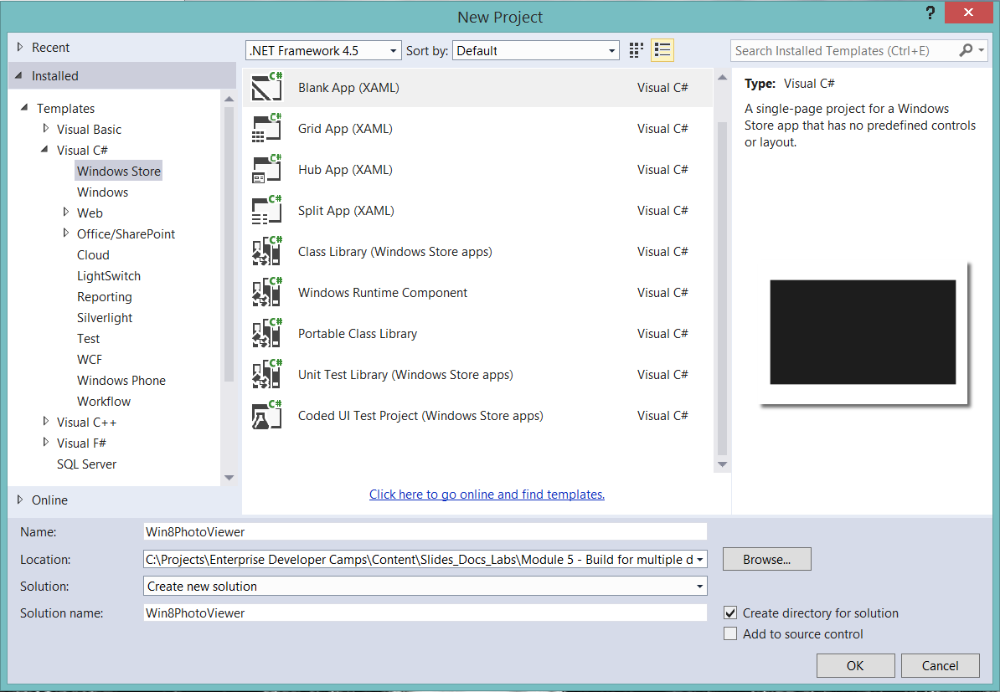 New Project
?
Recent
.NET Framework 4.5
Sort by:
Default
Search Installed Templates (Ctrl+E)
Installed
Templates
Visual Basic
Visual C#
Windows Store
Windows
Web
Office/SharePoint
Cloud
LightSwitch
Reporting
Silverlight
Test
WCF
Windows Phone
Workflow
Visual C++
Visual F#
SQL Server
Online
C# Blank App (XAML) Visual C#
C# Grid App (XAML) Visual C#
C# Hub App (XAML) Visual C#
C# Split App (XAML) Visual C#
C# Class Library (Windows Store apps) Visual C#
C# Windows Runtime Component Visual C#
C# Portable Class Library Visual C#
C# Unit Test Library (Windows Store apps) Visual C#
C# Coded UI Test Project (Windows Store apps) Visual C#
Click here to go online and find templates.
Type: Visual C#
A single-page project for a Windows
Store app that has no predefined controls
or layout.
Name: Win8PhotoViewer
Location: C:\Projects\Enterprise Developer Camps\Content\Slides_Docs_Labs\Module 5 - Build for multiple d
Browse...
Solution: Create new solution
Solution name: Win8PhotoViewer
Create directory for solution
Add to source control
OK
Cancel